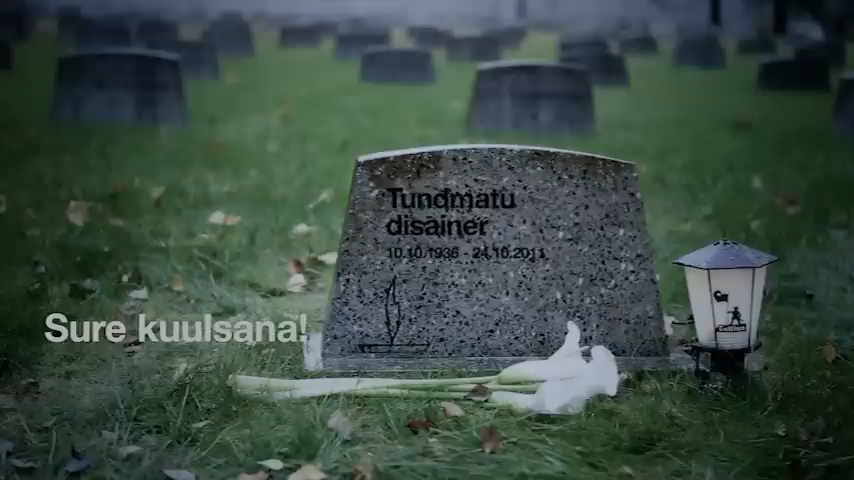 Tundmatu
disainer
10.10.1936 - 24.10.2011
Sure kuulsana!